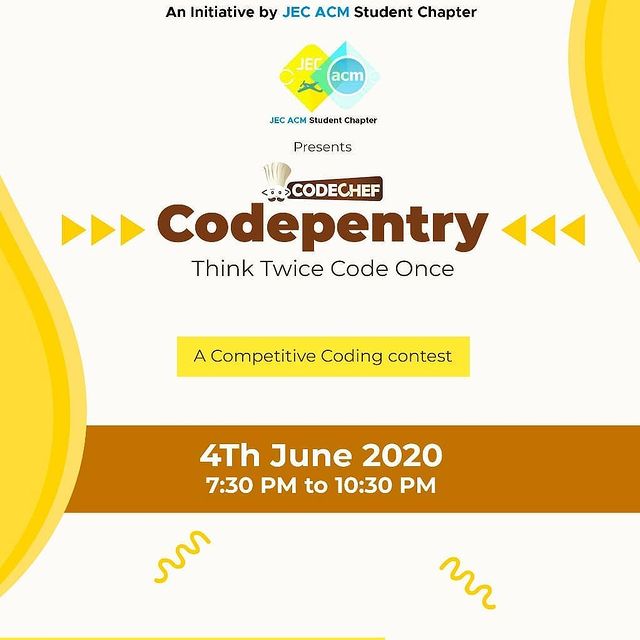 An Initiative by JEC ACM Student Chapter
JEC
acm
JEC ACM Student Chapter
Presents
CODECHEF
Codepentry
Think Twice Code Once
A Competitive Coding contest
4Th June 2020
7:30 PM to 10:30 PM